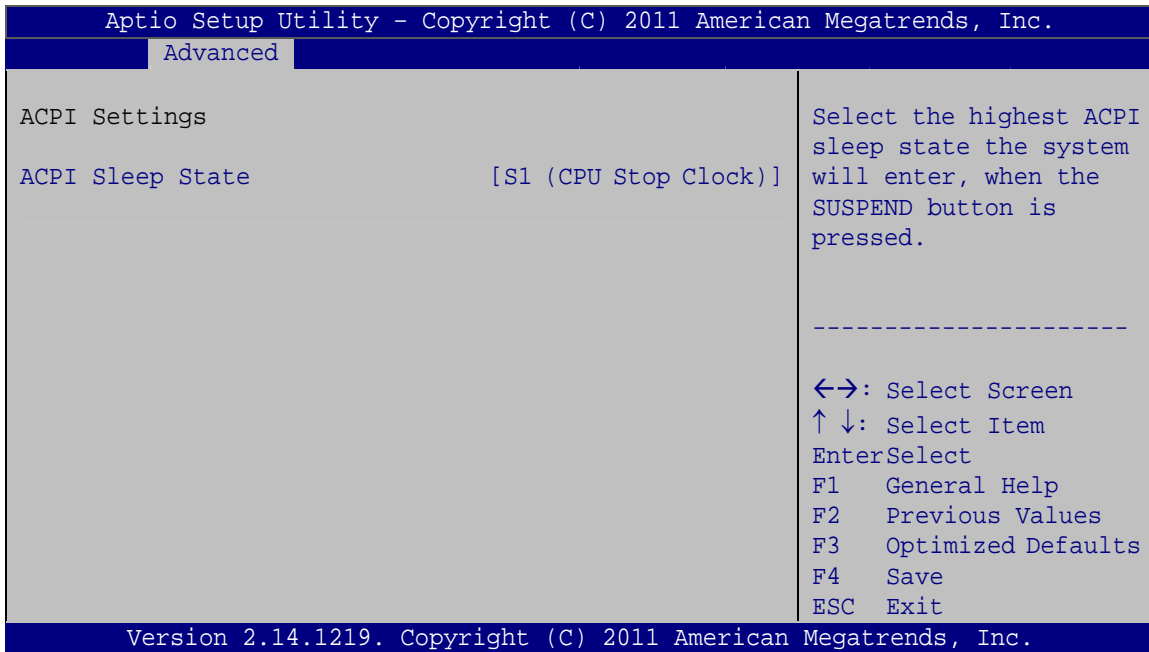 Aptio Setup Utility – Copyright (C) 2011 American Megatrends, Inc.
Advanced
ACPI Settings
ACPI Sleep State [S1 (CPU Stop Clock)]
Select the highest ACPI
sleep state the system
will enter, when the
SUSPEND button is
pressed.
----------------------
←→: Select Screen
↑ ↓: Select Item
EnterSelect
F1 General Help
F2 Previous Values
F3 Optimized Defaults
F4 Save
ESC Exit
Version 2.14.1219. Copyright (C) 2011 American Megatrends, Inc.